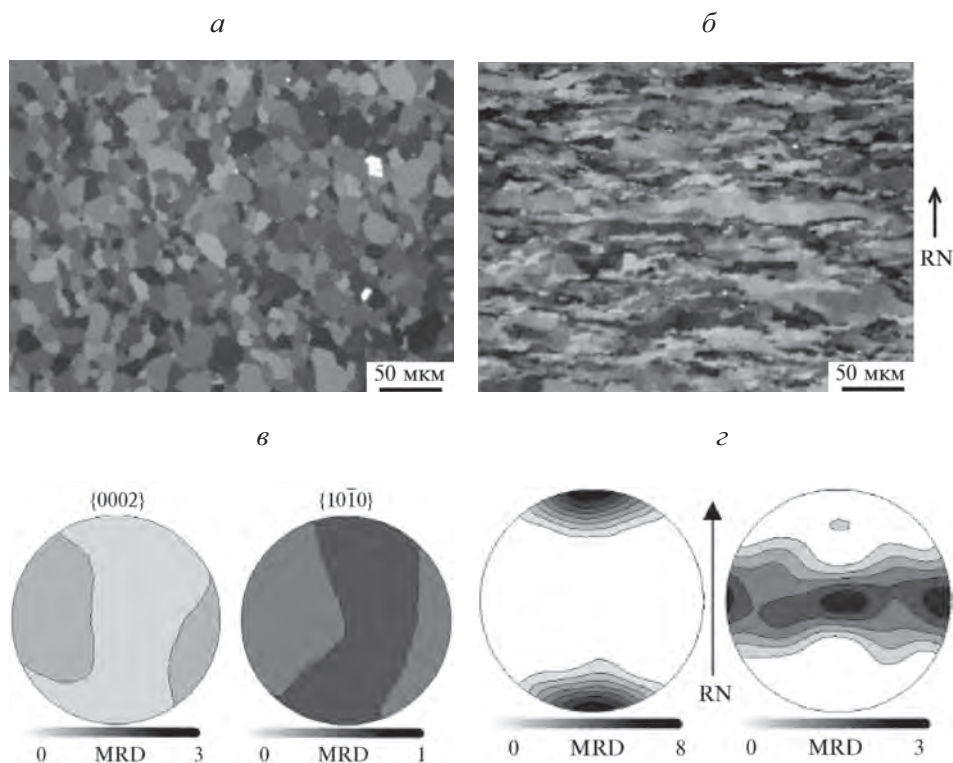 а
б
50 мкм
50 мкм
RN
в
г
{0002}
{101̄0}
RN
0 MRD 3
0 MRD 1
0 MRD 8
0 MRD 3